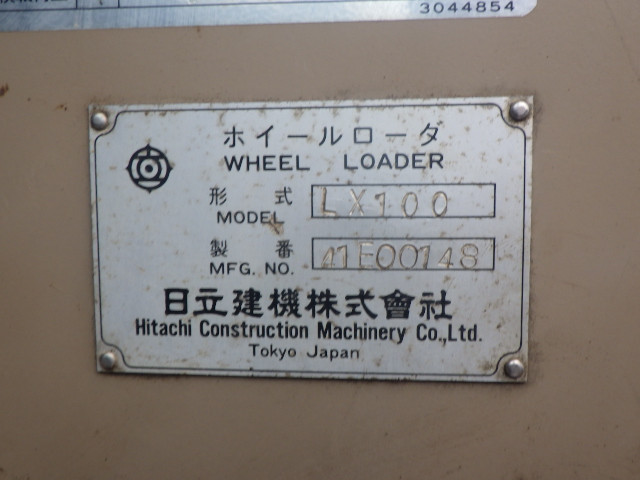 3044854
ホイールローダ
WHEEL LOADER
形式 LX100
MODEL
製番 41E00148
MFG. NO.
日立建機株式會社
Hitachi Construction Machinery Co.,Ltd.
Tokyo Japan